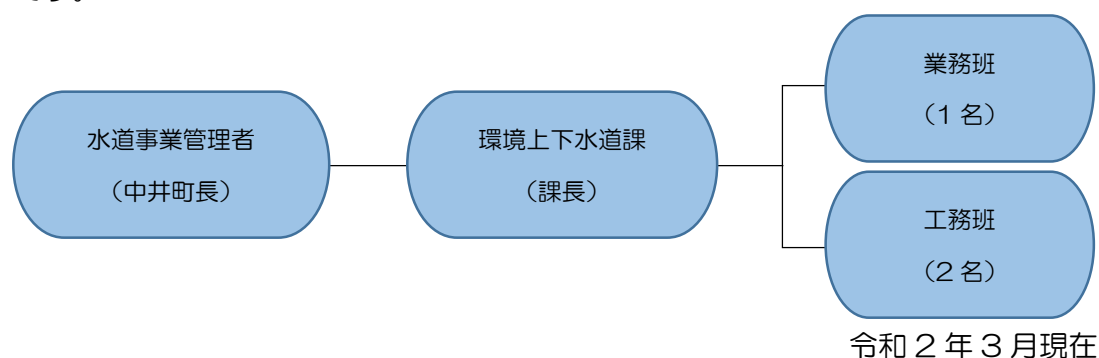 です。
水道事業管理者
（中井町長）
環境上下水道課
（課長）
業務班
（1 名）
工務班
（2 名）
令和 2 年 3 月現在